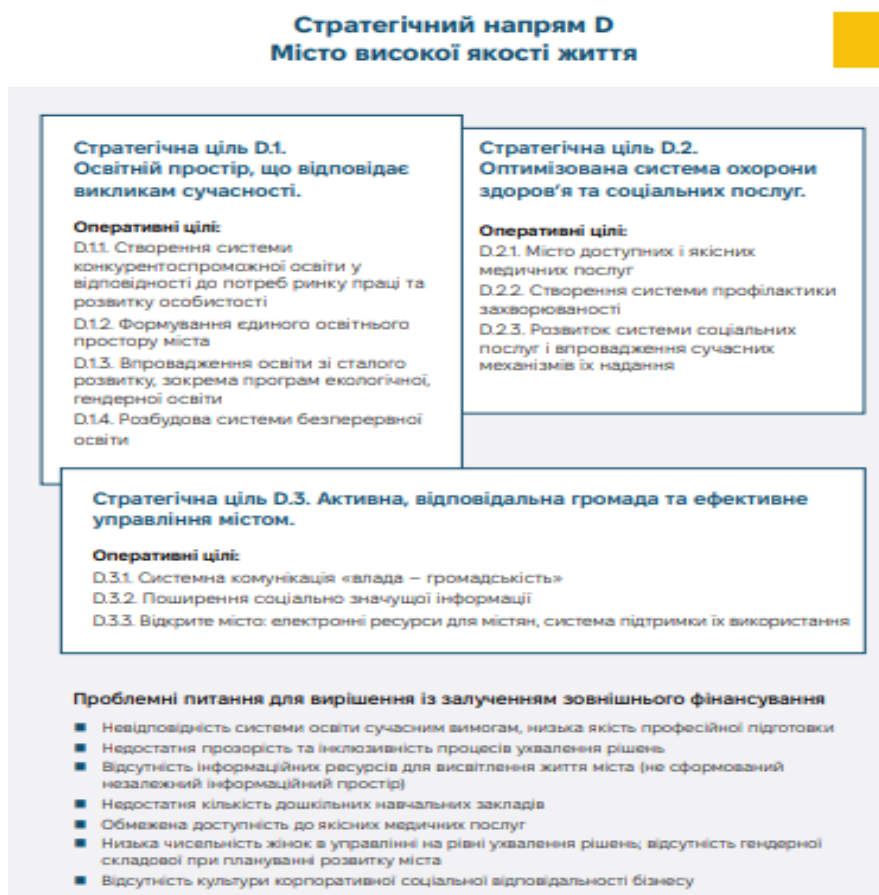 Стратегічний напрям D
Місто високої якості життя
Стратегічна ціль D.1.
Освітній простір, що відповідає
викликам сучасності.
Оперативні цілі:
D.1.1. Створення системи
конкурентоспроможної освіти у
відповідності до потреб ринку праці та
розвитку особистості
D.1.2. Формування єдиного освітнього
простору міста
D.1.3. Впровадження освіти зі сталого
розвитку, зокрема програм екологічної,
гендерної освіти
D.1.4. Розбудова системи безперервної
освіти
Стратегічна ціль D.2.
Оптимізована система охорони
здоров'я та соціальних послуг.
Оперативні цілі:
D.2.1. Місто доступних і якісних
медичних послуг
D.2.2. Створення системи профілактики
захворюваності
D.2.3. Розвиток системи соціальних
послуг і впровадження сучасних
механізмів їх надання
Стратегічна ціль D.3. Активна, відповідальна громада та ефективне
управління містом.
Оперативні цілі:
D.3.1. Системна комунікація «влада – громадськість»
D.3.2. Поширення соціально значущої інформації
D.3.3. Відкрите місто: електронні ресурси для містян, система підтримки їх використання
Проблемні питання для вирішення із залученням зовнішнього фінансування
■ Невідповідність системи освіти сучасним вимогам, низька якість професійної підготовки
■ Недостатня прозорість та інклюзивність процесів ухвалення рішень
■ Відсутність інформаційних ресурсів для висвітлення життя міста (не сформований
незалежний інформаційний простір)
■ Недостатня кількість дошкільних навчальних закладів
■ Обмежена доступність до якісних медичних послуг
■ Низька чисельність жінок в управлінні на рівні ухвалення рішень; відсутність гендерної
складової при плануванні розвитку міста
■ Відсутність культури корпоративної соціальної відповідальності бізнесу